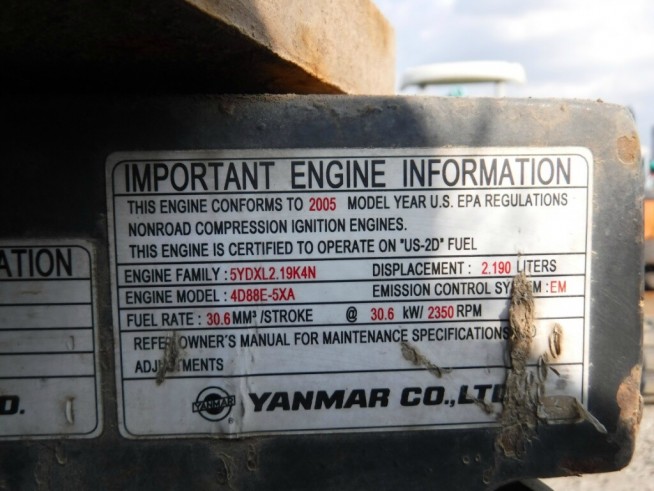 IMPORTANT ENGINE INFORMATION
THIS ENGINE CONFORMS TO 2005 MODEL YEAR U.S. EPA REGULATIONS
NONROAD COMPRESSION IGNITION ENGINES.
THIS ENGINE IS CERTIFIED TO OPERATE ON "US-2D" FUEL
ENGINE FAMILY : 5YDXL2.19K4N DISPLACEMENT : 2.190 LITERS
ENGINE MODEL : 4D88E-5XA EMISSION CONTROL SYSTEM : EM
FUEL RATE : 30.6 MM³ /STROKE @ 30.6 kW/ 2350 RPM
REFER OWNER'S MANUAL FOR MAINTENANCE SPECIFICATIONS
ADJUSTMENTS
YANMAR YANMAR CO.,LTD
ATION
D.